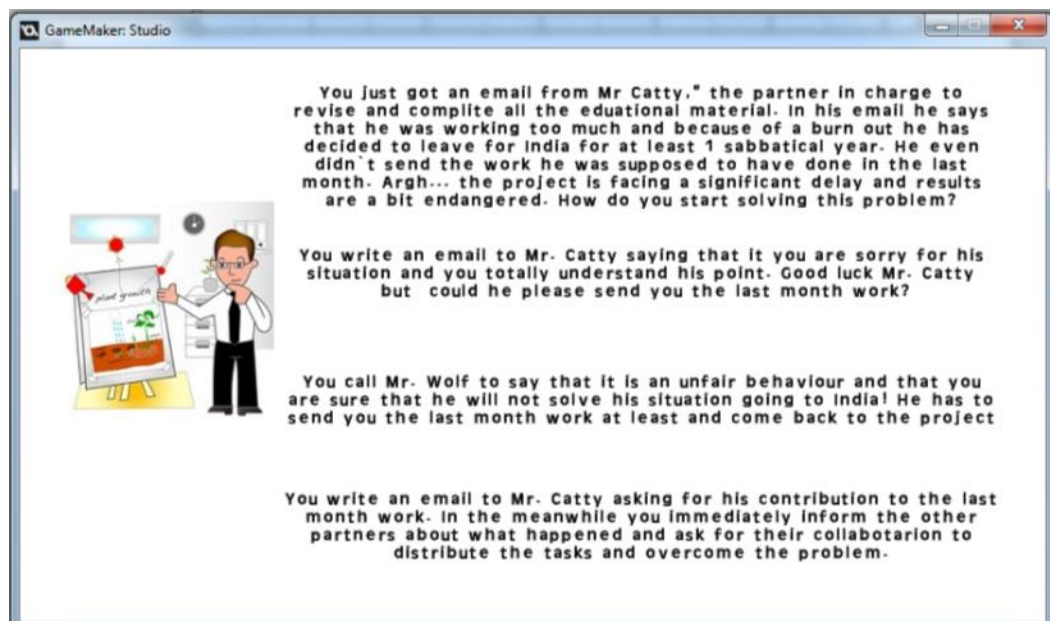 GameMaker: Studio
You just got an email from Mr Catty," the partner in charge to
revise and complite all the eduational material. In his email he says
that he was working too much and because of a burn out he has
decided to leave for India for at least 1 sabbatical year. He even
didn`t send the work he was supposed to have done in the last
month. Argh... the project is facing a significant delay and results
are a bit endangered. How do you start solving this problem?
You write an email to Mr. Catty saying that it you are sorry for his
situation and you totally understand his point. Good luck Mr. Catty
but could he please send you the last month work?
plant growth
You call Mr. Wolf to say that it is an unfair behaviour and that you
are sure that he will not solve his situation going to India! He has to
send you the last month work at least and come back to the project
You write an email to Mr. Catty asking for his contribution to the last
month work. In the meanwhile you immediately inform the other
partners about what happened and ask for their collabotarion to
distribute the tasks and overcome the problem.